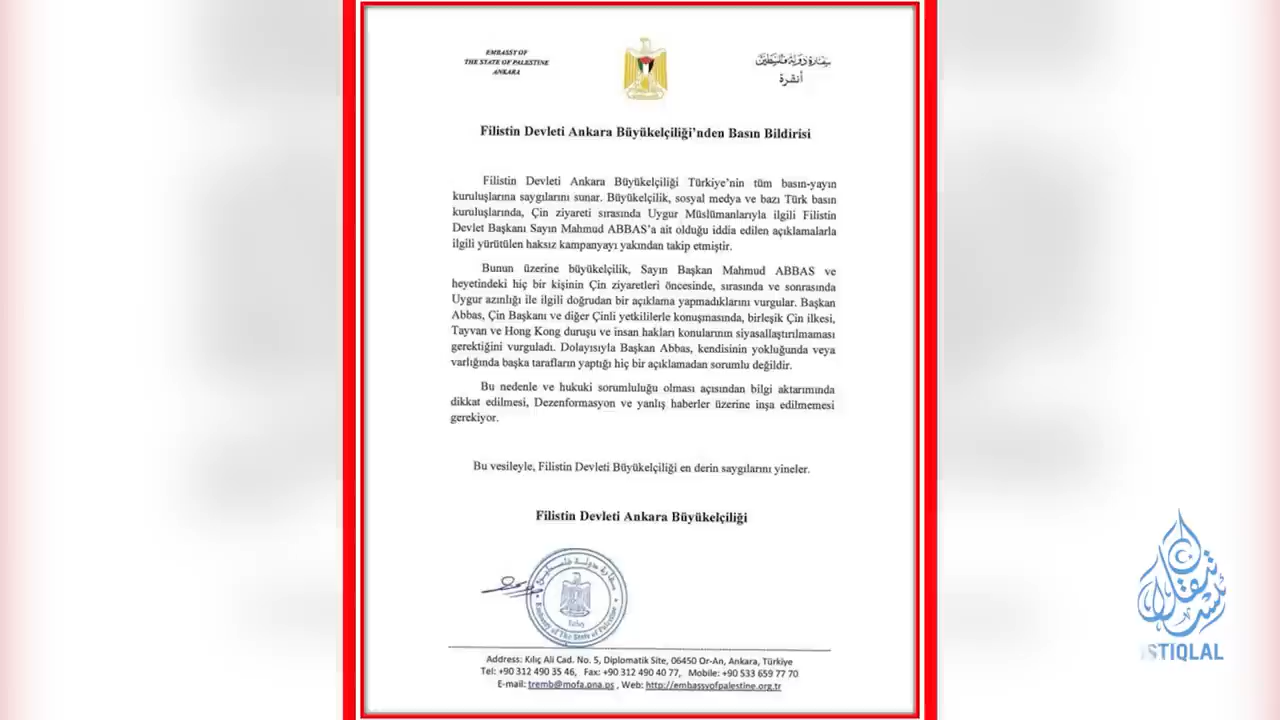 EMBASSY OF
THE STATE OF PALESTINE
ANKARA
سفارة دولة فلسطين
أنقرة
Filistin Devleti Ankara Büyükelçiliği'nden Basın Bildirisi
Filistin Devleti Ankara Büyükelçiliği Türkiye'nin tüm basın-yayın
kuruluşlarına saygılarını sunar. Büyükelçilik, sosyal medya ve bazı Türk basın
kuruluşlarında, Çin ziyareti sırasında Uygur Müslümanlarıyla ilgili Filistin
Devlet Başkanı Sayın Mahmud ABBAS'a ait olduğu iddia edilen açıklamalarla
ilgili yürütülen haksız kampanyayı yakından takip etmiştir.
Bunun üzerine büyükelçilik, Sayın Başkan Mahmud ABBAS ve
heyetindeki hiç bir kişinin Çin ziyaretleri öncesinde, sırasında ve sonrasında
Uygur azınlığı ile ilgili doğrudan bir açıklama yapmadıklarını vurgular. Başkan
Abbas, Çin Başkanı ve diğer Çinli yetkililerle konuşmasında, birleşik Çin ilkesi,
Tayvan ve Hong Kong duruşu ve insan hakları konularının siyasallaştırılmaması
gerektiğini vurguladı. Dolayısıyla Başkan Abbas, kendisinin yokluğunda veya
varlığında başka tarafların yaptığı hiç bir açıklamadan sorumlu değildir.
Bu nedenle ve hukuki sorumluluğu olması açısından bilgi aktarımında
dikkat edilmesi, Dezenformasyon ve yanlış haberler üzerine inşa edilmemesi
gerekiyor.
Bu vesileyle, Filistin Devleti Büyükelçiliği en derin saygılarını yineler.
Filistin Devleti Ankara Büyükelçiliği
سفارة دولة فلسطين
Embassy of The State of Palestine
Address: Kılıç Ali Cad. No. 5, Diplomatik Site, 06450 Or-An, Ankara, Türkiye
Tel: +90 312 490 35 46, Fax: +90 312 490 40 77, Mobile: +90 533 659 77 70
E-mail: tremb@mofa.pna.ps , Web: http://embassyofpalestine.org.tr
ISTIQLAL